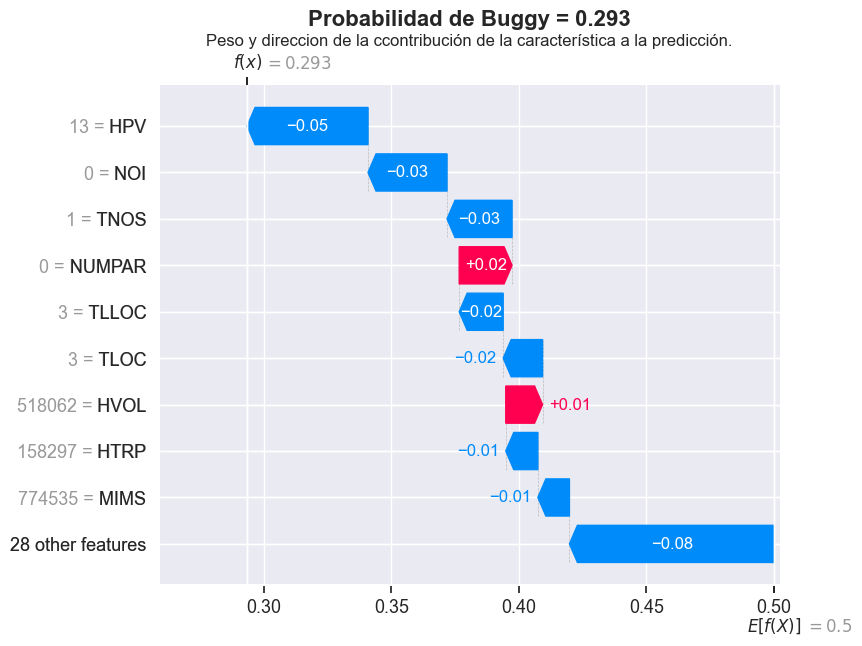 Probabilidad de Buggy = 0.293
Peso y direccion de la ccontribución de la característica a la predicción.
f(x) = 0.293
13 = HPV −0.05
0 = NOI −0.03
1 = TNOS −0.03
0 = NUMPAR +0.02
3 = TLLOC −0.02
3 = TLOC −0.02
518062 = HVOL +0.01
158297 = HTRP −0.01
774535 = MIMS −0.01
28 other features −0.08
0.30 0.35 0.40 0.45 0.50
E[f(X)] = 0.5